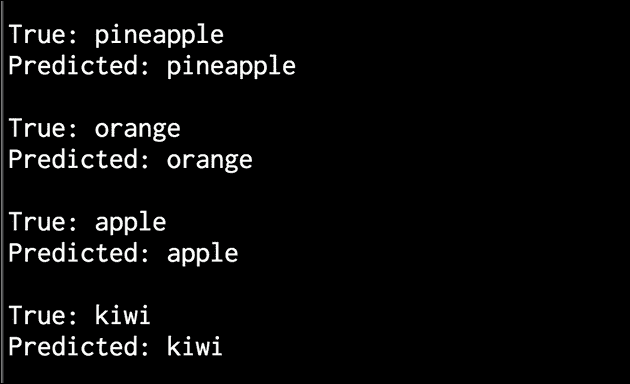 True: pineapple
Predicted: pineapple
True: orange
Predicted: orange
True: apple
Predicted: apple
True: kiwi
Predicted: kiwi